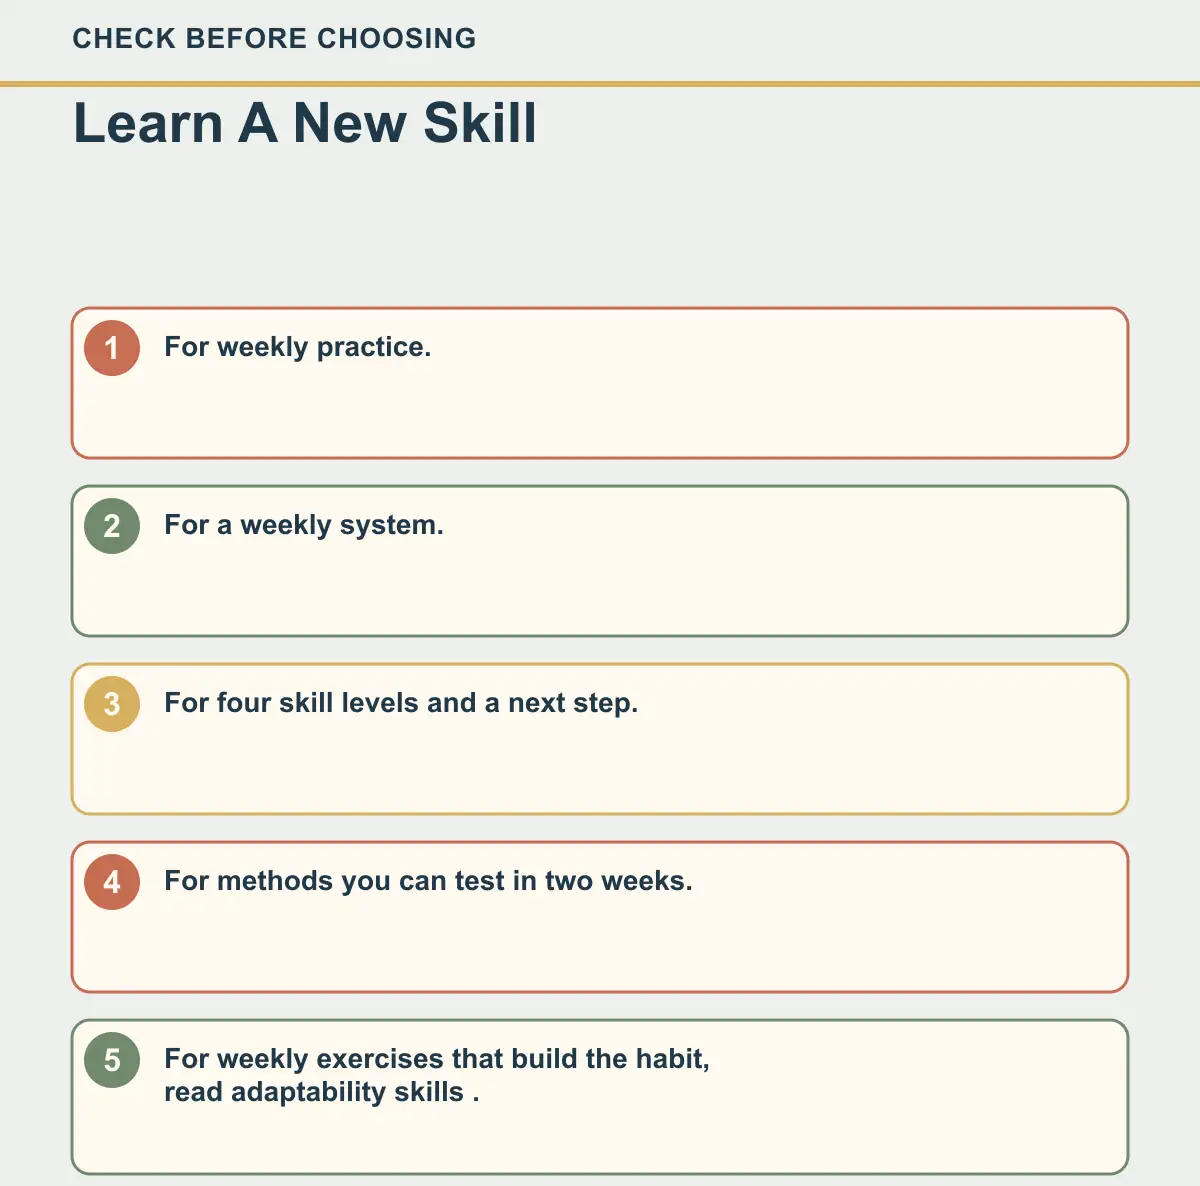 CHECK BEFORE CHOOSING
Learn A New Skill
1 For weekly practice.
2 For a weekly system.
3 For four skill levels and a next step.
4 For methods you can test in two weeks.
5 For weekly exercises that build the habit,
read adaptability skills .